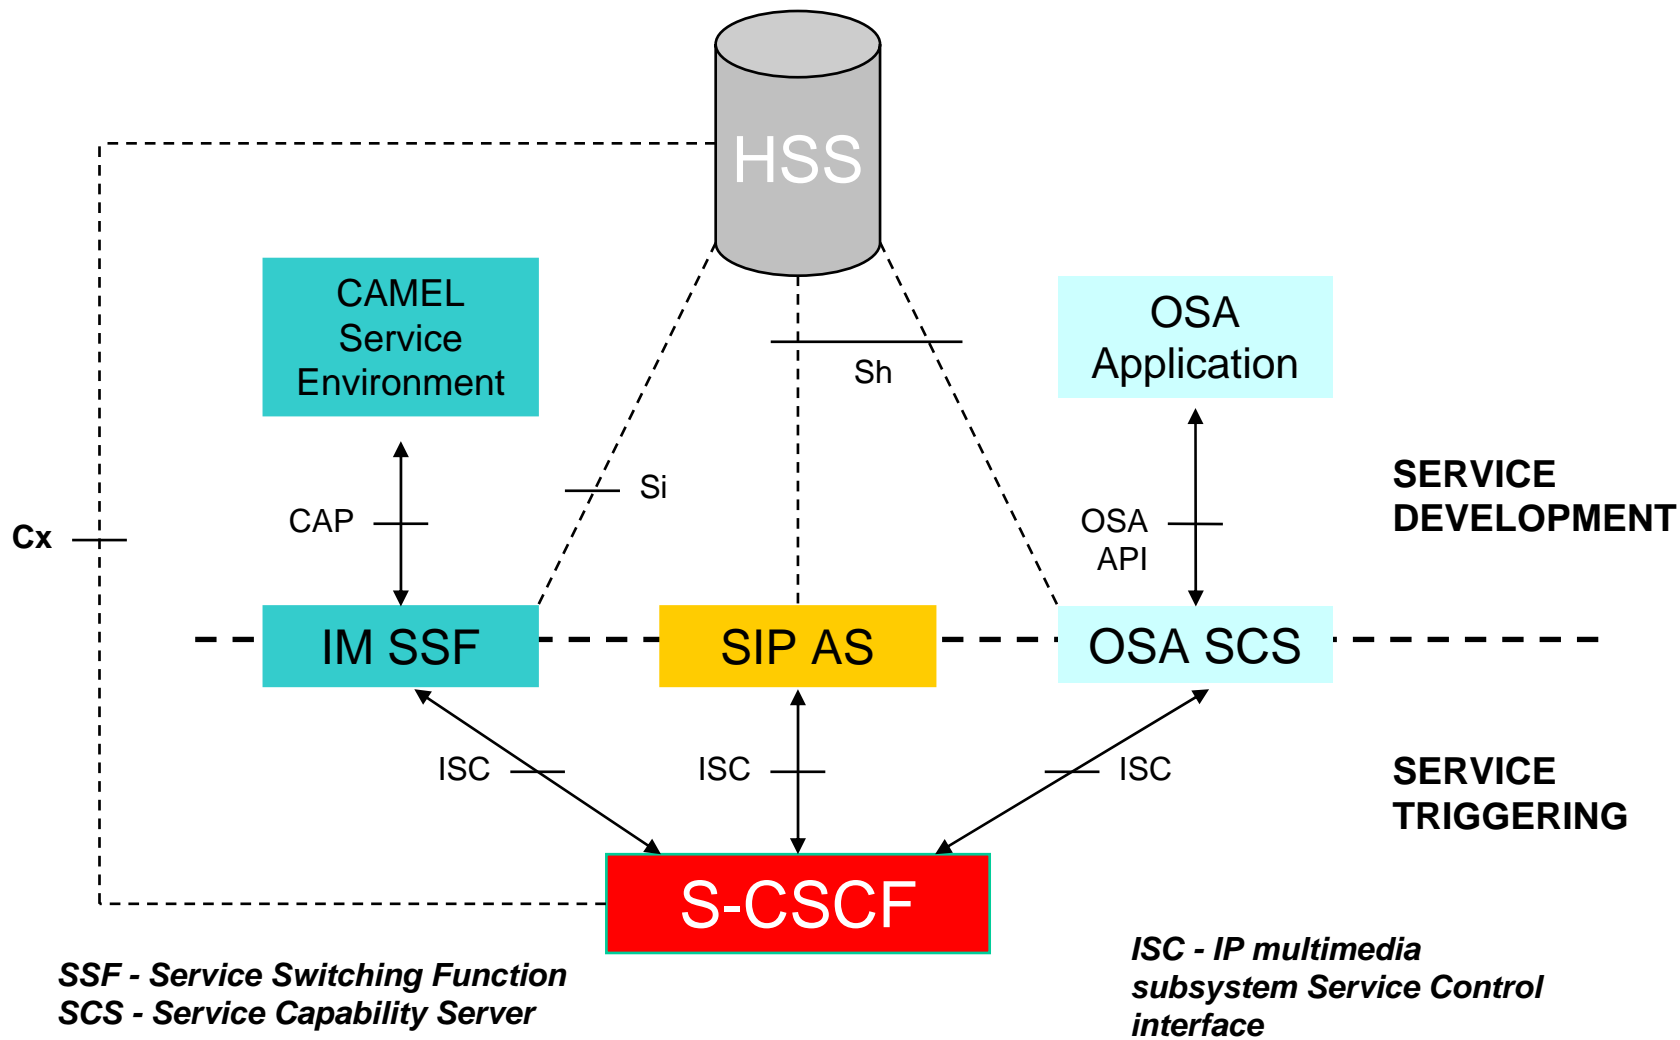 HSS
CAMEL
Service
Environment
OSA
Application
Sh
Si
SERVICE
DEVELOPMENT
CAP
OSA
API
Cx
IM SSF
SIP AS
OSA SCS
ISC
ISC
ISC
SERVICE
TRIGGERING
S-CSCF
SSF - Service Switching Function
SCS - Service Capability Server
ISC - IP multimedia
subsystem Service Control
interface